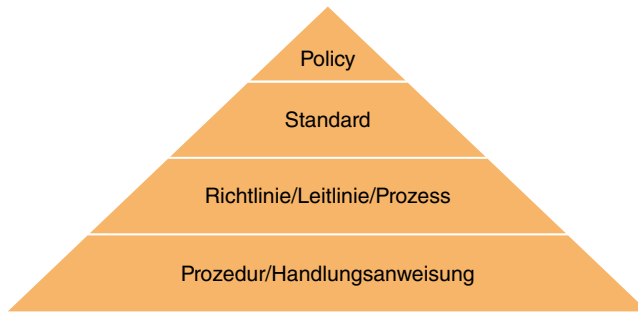 Policy
Standard
Richtlinie/Leitlinie/Prozess
Prozedur/Handlungsanweisung